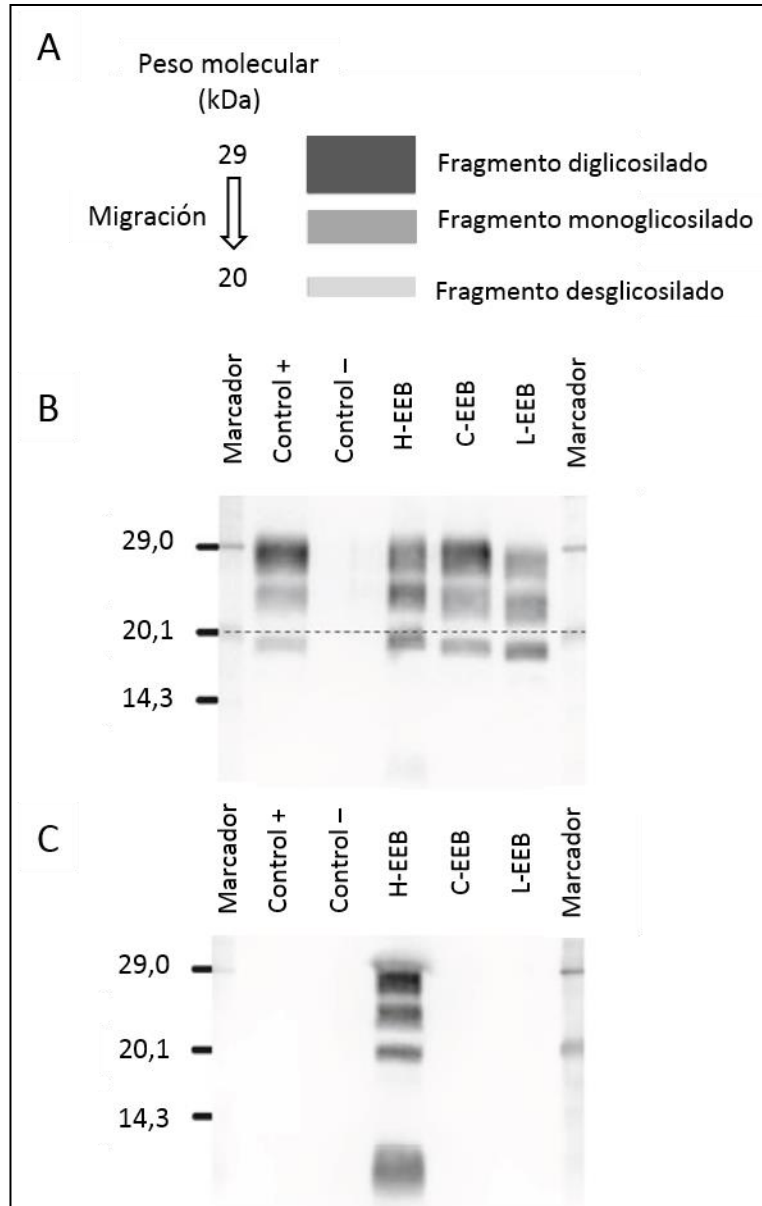 A
Peso molecular
(kDa)
29
Fragmento diglicosilado
Migración
Fragmento monoglicosilado
20
Fragmento desglicosilado
B
Marcador
Control +
Control –
H-EEB
C-EEB
L-EEB
Marcador
29,0
20,1
14,3
C
Marcador
Control +
Control –
H-EEB
C-EEB
L-EEB
Marcador
29,0
20,1
14,3